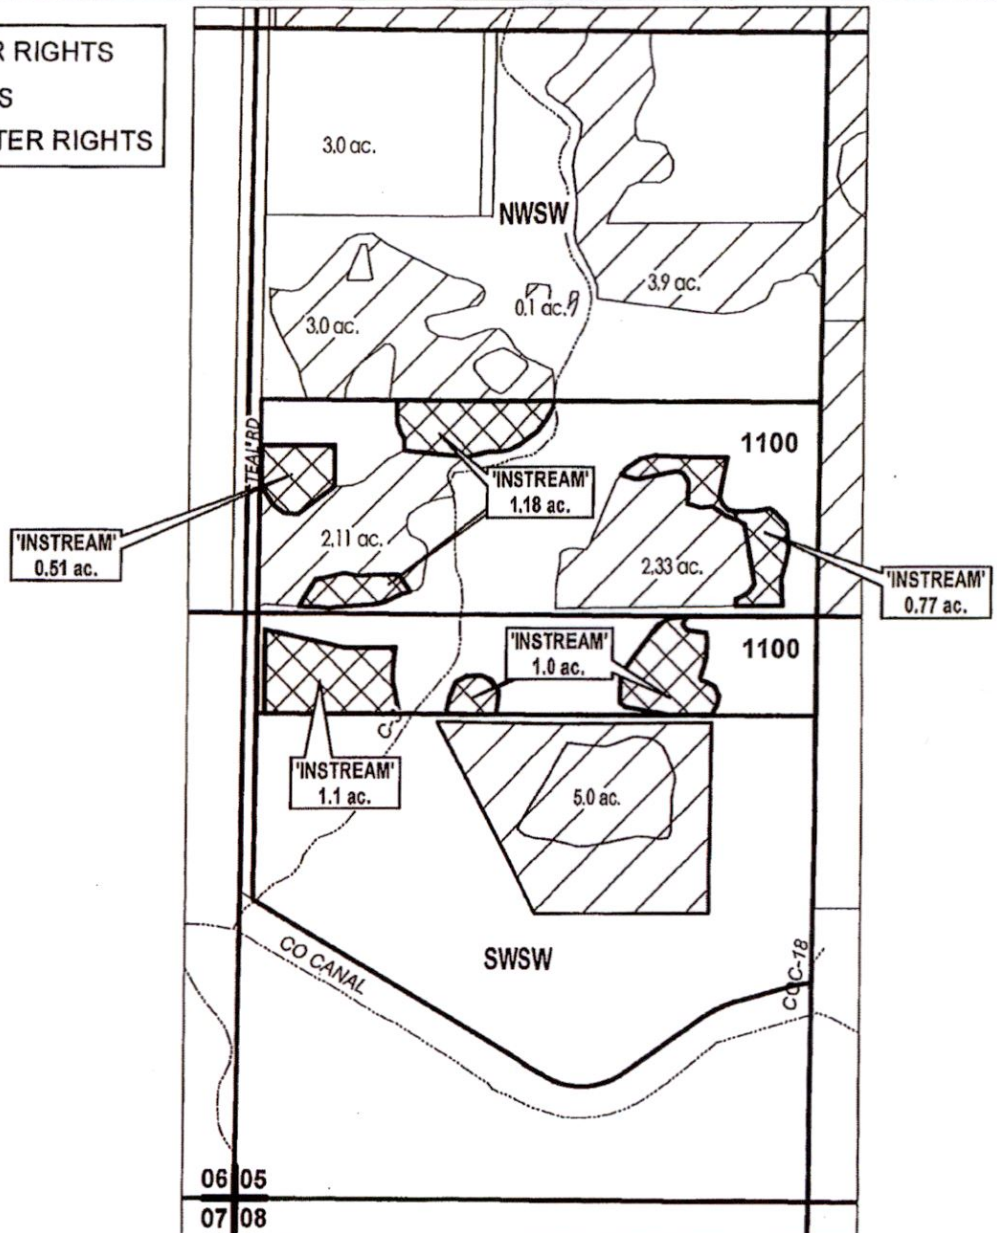 R RIGHTS
S
TER RIGHTS
3.0 ac.
NWSW
3.9 ac.
0.1 ac.
3.0 ac.
TEAL RD
1100
'INSTREAM'
1.18 ac.
'INSTREAM'
0.51 ac.
2.11 ac.
2.33 ac.
'INSTREAM'
0.77 ac.
'INSTREAM'
1.0 ac.
1100
'INSTREAM'
1.1 ac.
5.0 ac.
SWSW
CO CANAL
COC-18
06 05
07 08